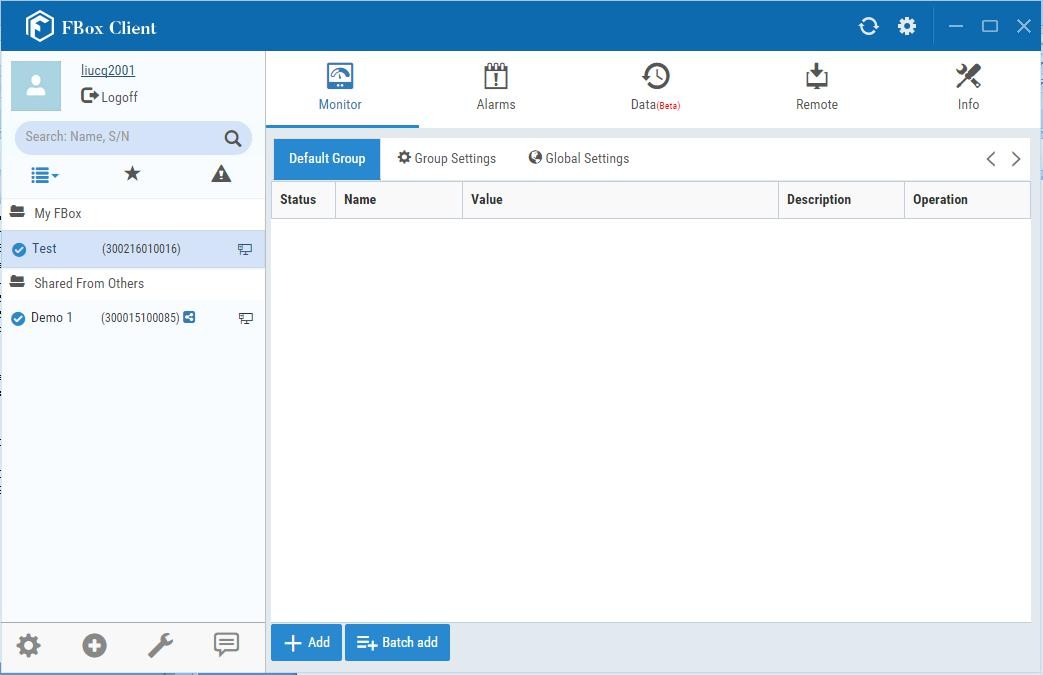 FBox Client
liucq2001
Logoff
Search: Name, S/N
My FBox
Test (300216010016)
Shared From Others
Demo 1 (300015100085)
Monitor
Alarms
Data(Beta)
Remote
Info
Default Group
Group Settings
Global Settings
Status Name Value Description Operation
Add
Batch add